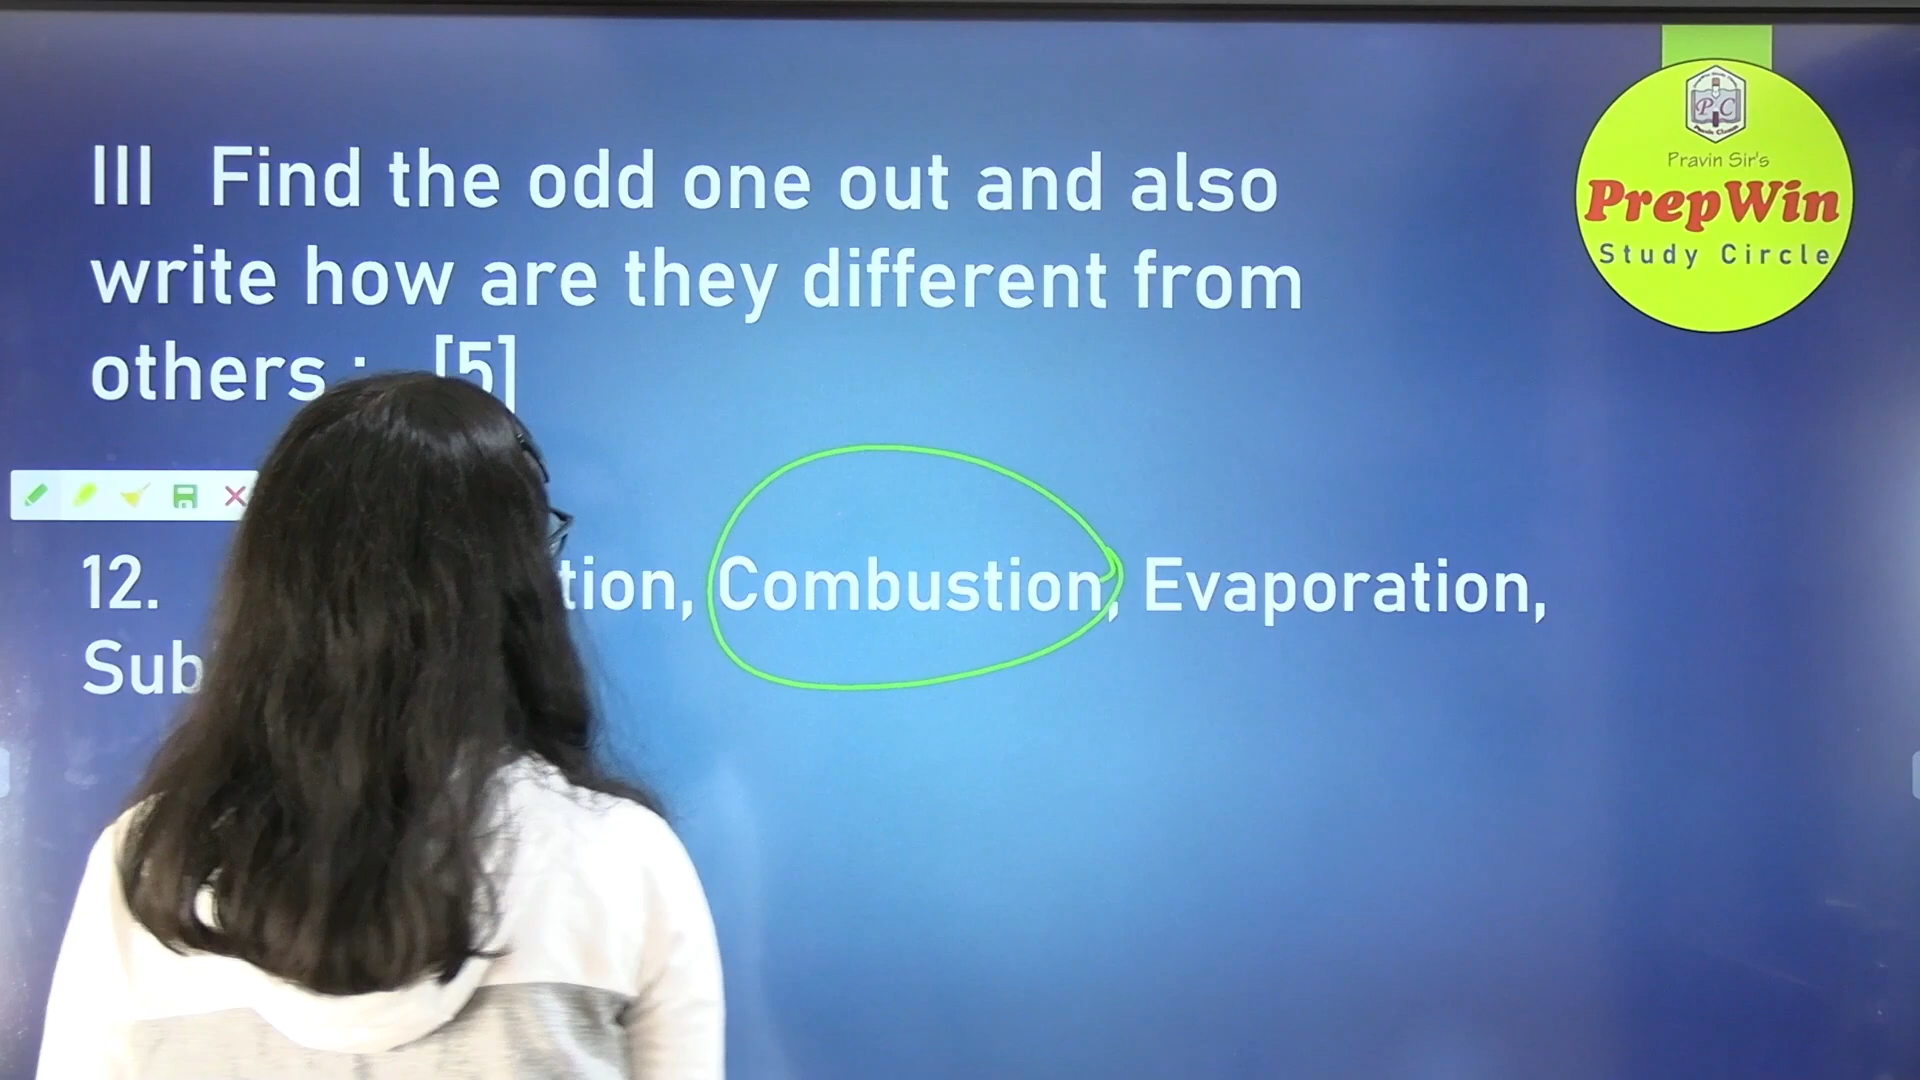 III Find the odd one out and also
write how are they different from
others : [5]
12. tion, Combustion, Evaporation,
Sub
P C
Pravin Sir's
PrepWin
Study Circle